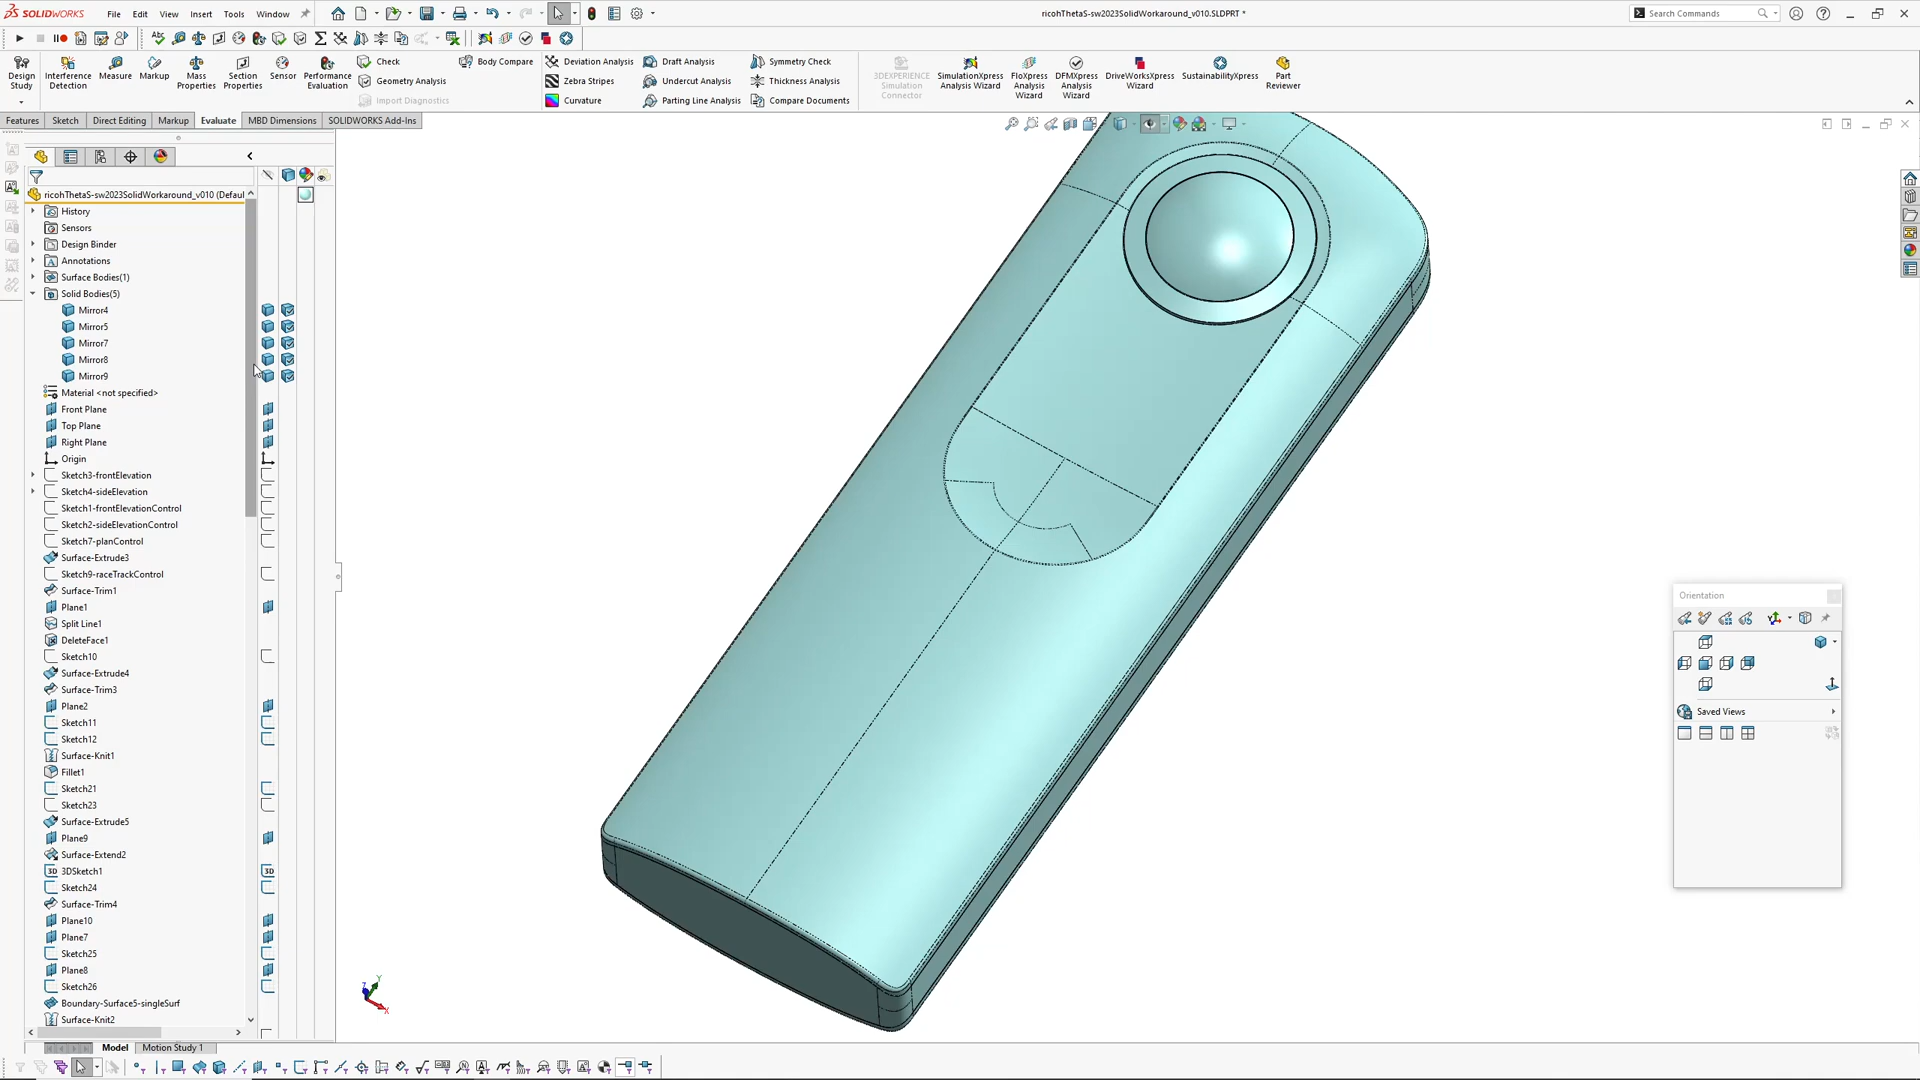 SOLIDWORKS File Edit View Insert Tools Window ricohThetaS-sw2023SolidWorkaround_v010.SLDPRT * Search Commands
Design Study
Interference Detection
Measure
Markup
Mass Properties
Section Properties
Sensor
Performance Evaluation
Check
Geometry Analysis
Import Diagnostics
Body Compare
Deviation Analysis
Zebra Stripes
Curvature
Draft Analysis
Undercut Analysis
Parting Line Analysis
Symmetry Check
Thickness Analysis
Compare Documents
3DEXPERIENCE Simulation Connector
SimulationXpress Analysis Wizard
FloXpress Analysis Wizard
DFMXpress Analysis Wizard
DriveWorksXpress Wizard
SustainabilityXpress
Part Reviewer
Features Sketch Direct Editing Markup Evaluate MBD Dimensions SOLIDWORKS Add-Ins
ricohThetaS-sw2023SolidWorkaround_v010 (Defaul
History
Sensors
Design Binder
Annotations
Surface Bodies(1)
Solid Bodies(5)
Mirror4
Mirror5
Mirror7
Mirror8
Mirror9
Material <not specified>
Front Plane
Top Plane
Right Plane
Origin
Sketch3-frontElevation
Sketch4-sideElevation
Sketch1-frontElevationControl
Sketch2-sideElevationControl
Sketch7-planControl
Surface-Extrude3
Sketch9-raceTrackControl
Surface-Trim1
Plane1
Split Line1
DeleteFace1
Sketch10
Surface-Extrude4
Surface-Trim3
Plane2
Sketch11
Sketch12
Surface-Knit1
Fillet1
Sketch21
Sketch23
Surface-Extrude5
Plane9
Surface-Extend2
3D 3DSketch1 3D
Sketch24
Surface-Trim4
Plane10
Plane7
Sketch25
Plane8
Sketch26
Boundary-Surface5-singleSurf
Surface-Knit2
Orientation
Saved Views
Z Y X
Model Motion Study 1